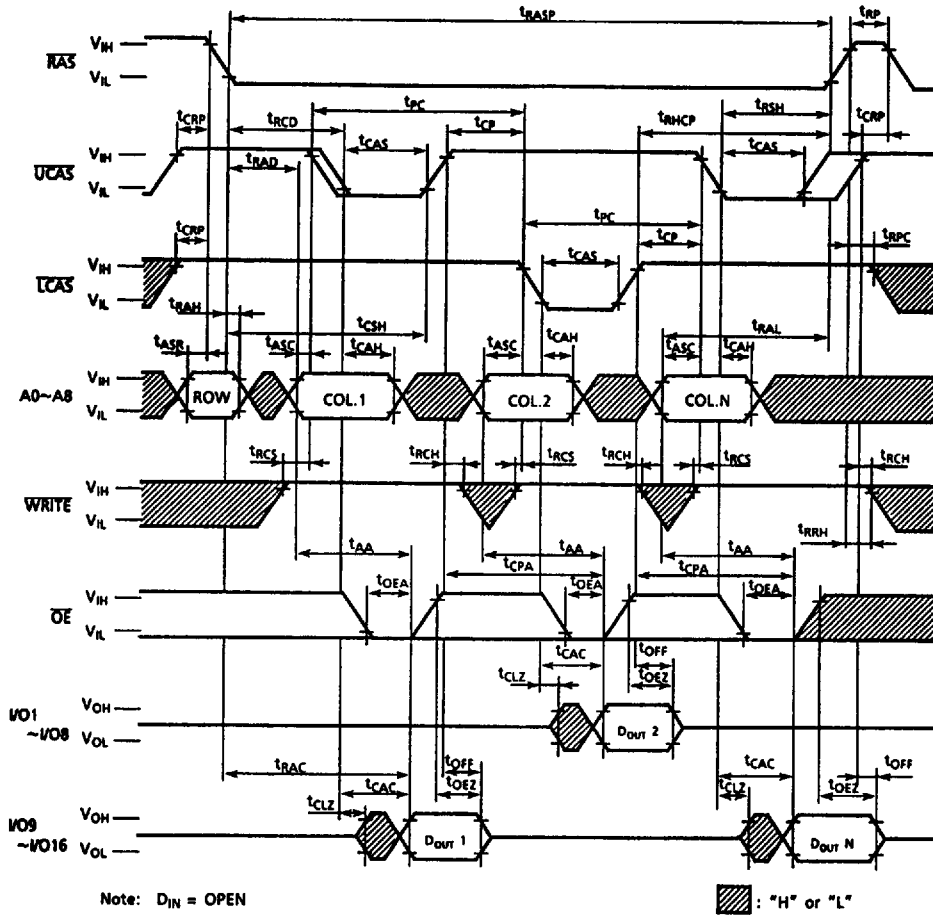 tRASP
tRP
RAS
VIH
VIL
tPC
tRSH
tCRP
tRCD
tCP
tRHCP
tCRP
UCAS
VIH
VIL
tRAD
tCAS
tCAS
tCRP
tPC
tCP
tRPC
LCAS
VIH
VIL
tCAS
tRAH
tCSH
tRAL
tASR
tASC
tCAH
tASC
tCAH
tASC
tCAH
A0~A8
VIH
VIL
ROW
COL.1
COL.2
COL.N
tRCS
tRCH
tRCS
tRCH
tRCS
tRCH
WRITE
VIH
VIL
tAA
tAA
tAA
tRRH
tCPA
tCPA
tOEA
tOEA
tOEA
OE
VIH
VIL
tCAC
tOFF
tCLZ
tOEZ
I/O1
~I/O8
VOH
VOL
DOUT 2
tRAC
tOFF
tCAC
tOFF
tCAC
tOEZ
tCLZ
tOEZ
tCLZ
I/O9
~I/O16
VOH
VOL
DOUT 1
DOUT N
Note: DIN = OPEN
: "H" or "L"